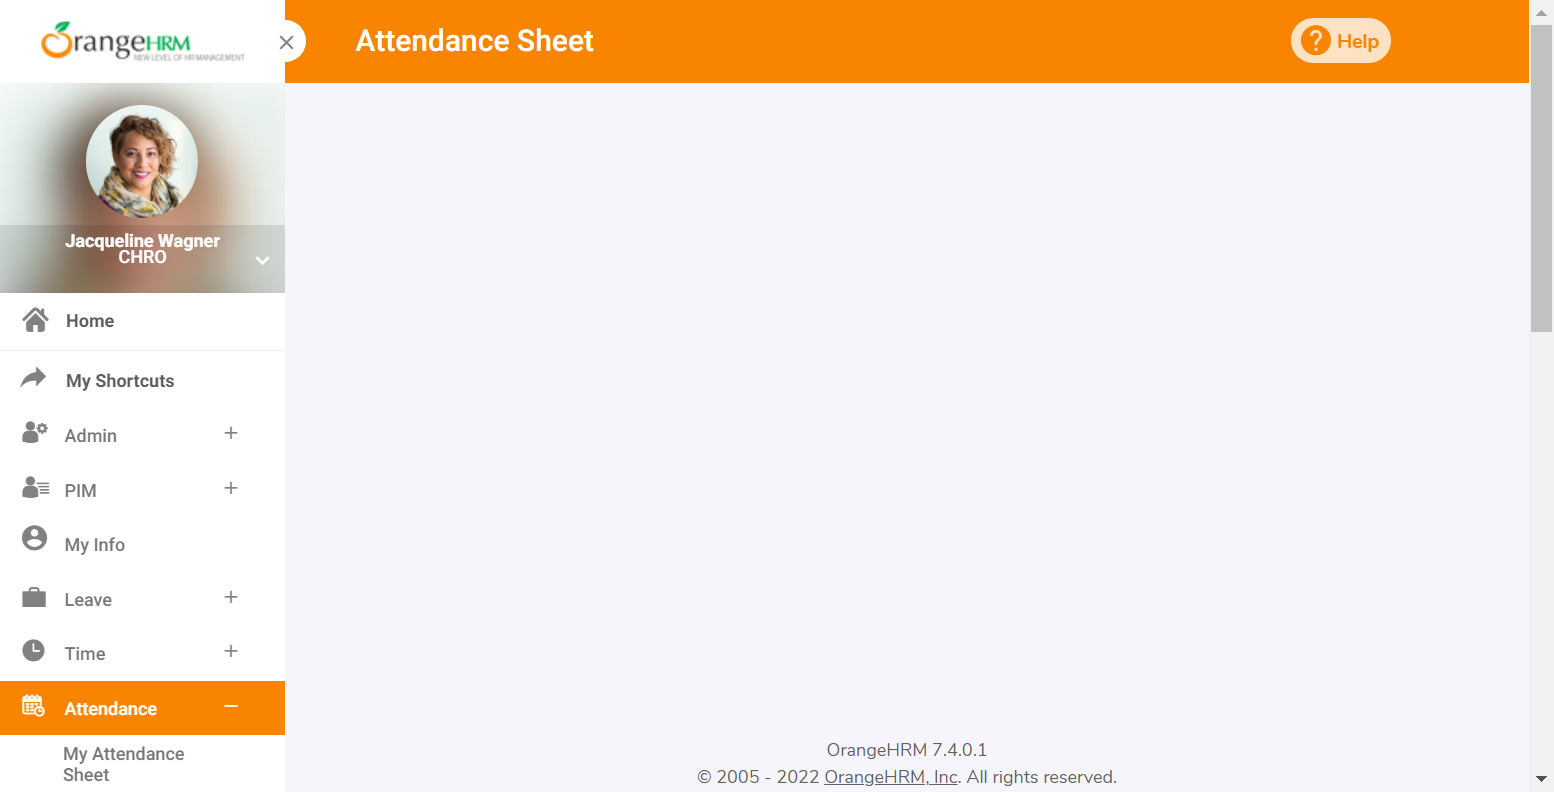 OrangeHRM
NEW LEVEL OF HR MANAGEMENT
Attendance Sheet
? Help
Jacqueline Wagner
CHRO
Home
My Shortcuts
Admin
PIM
My Info
Leave
Time
Attendance
My Attendance
Sheet
OrangeHRM 7.4.0.1
© 2005 - 2022 OrangeHRM, Inc. All rights reserved.